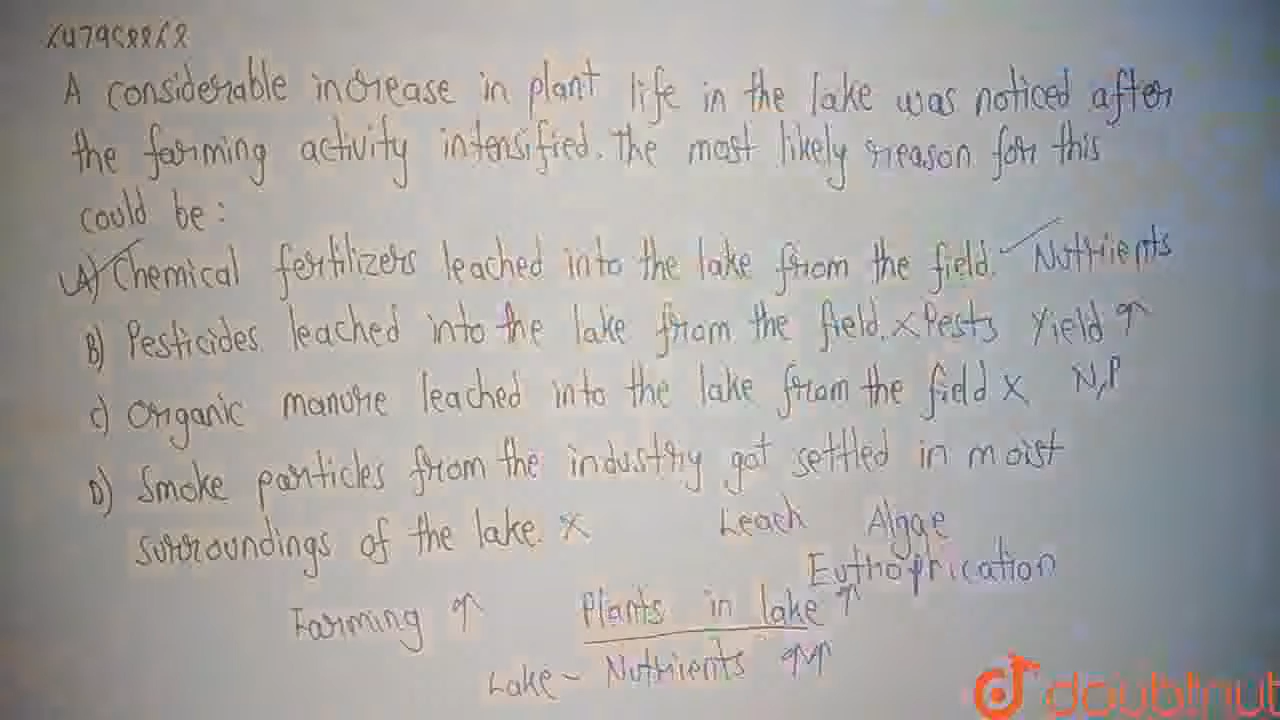 A considerable increase in plant life in the lake was noticed after
the farming activity intensified. The most likely reason for this
could be:
A) Chemical fertilizers leached into the lake from the field. Nutrients
B) Pesticides leached into the lake from the field. x Pests Yield ↑
C) Organic manure leached into the lake from the field x N,P
D) Smoke particles from the industry got settled in moist
surroundings of the lake. x Leach Algae
Euthophication
Farming ↑ Plants in lake ↑
Lake - Nutrients ↑↑↑
doubtnut